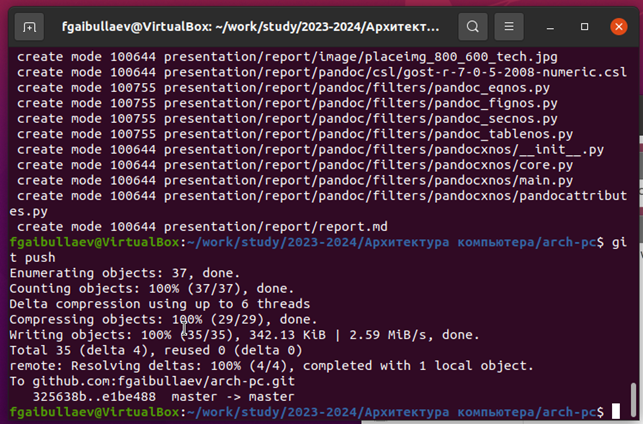 fgaibullaev@VirtualBox: ~/work/study/2023-2024/Архитект...
create mode 100644 presentation/report/image/placeimg_800_600_tech.jpg
create mode 100644 presentation/report/pandoc/csl/gost-r-7-0-5-2008-numeric.csl
create mode 100755 presentation/report/pandoc/filters/pandoc_eqnos.py
create mode 100755 presentation/report/pandoc/filters/pandoc_fignos.py
create mode 100755 presentation/report/pandoc/filters/pandoc_secnos.py
create mode 100755 presentation/report/pandoc/filters/pandoc_tablenos.py
create mode 100644 presentation/report/pandoc/filters/pandocxnos/__init__.py
create mode 100644 presentation/report/pandoc/filters/pandocxnos/core.py
create mode 100644 presentation/report/pandoc/filters/pandocxnos/main.py
create mode 100644 presentation/report/pandoc/filters/pandocxnos/pandocattribut
es.py
create mode 100644 presentation/report/report.md
fgaibullaev@VirtualBox:~/work/study/2023-2024/Архитектура компьютера/arch-pc$ gi
t push
Enumerating objects: 37, done.
Counting objects: 100% (37/37), done.
Delta compression using up to 6 threads
Compressing objects: 100% (29/29), done.
Writing objects: 100% (35/35), 342.13 KiB | 2.59 MiB/s, done.
Total 35 (delta 4), reused 0 (delta 0)
remote: Resolving deltas: 100% (4/4), completed with 1 local object.
To github.com:fgaibullaev/arch-pc.git
325638b..e1be488 master -> master
fgaibullaev@VirtualBox:~/work/study/2023-2024/Архитектура компьютера/arch-pc$